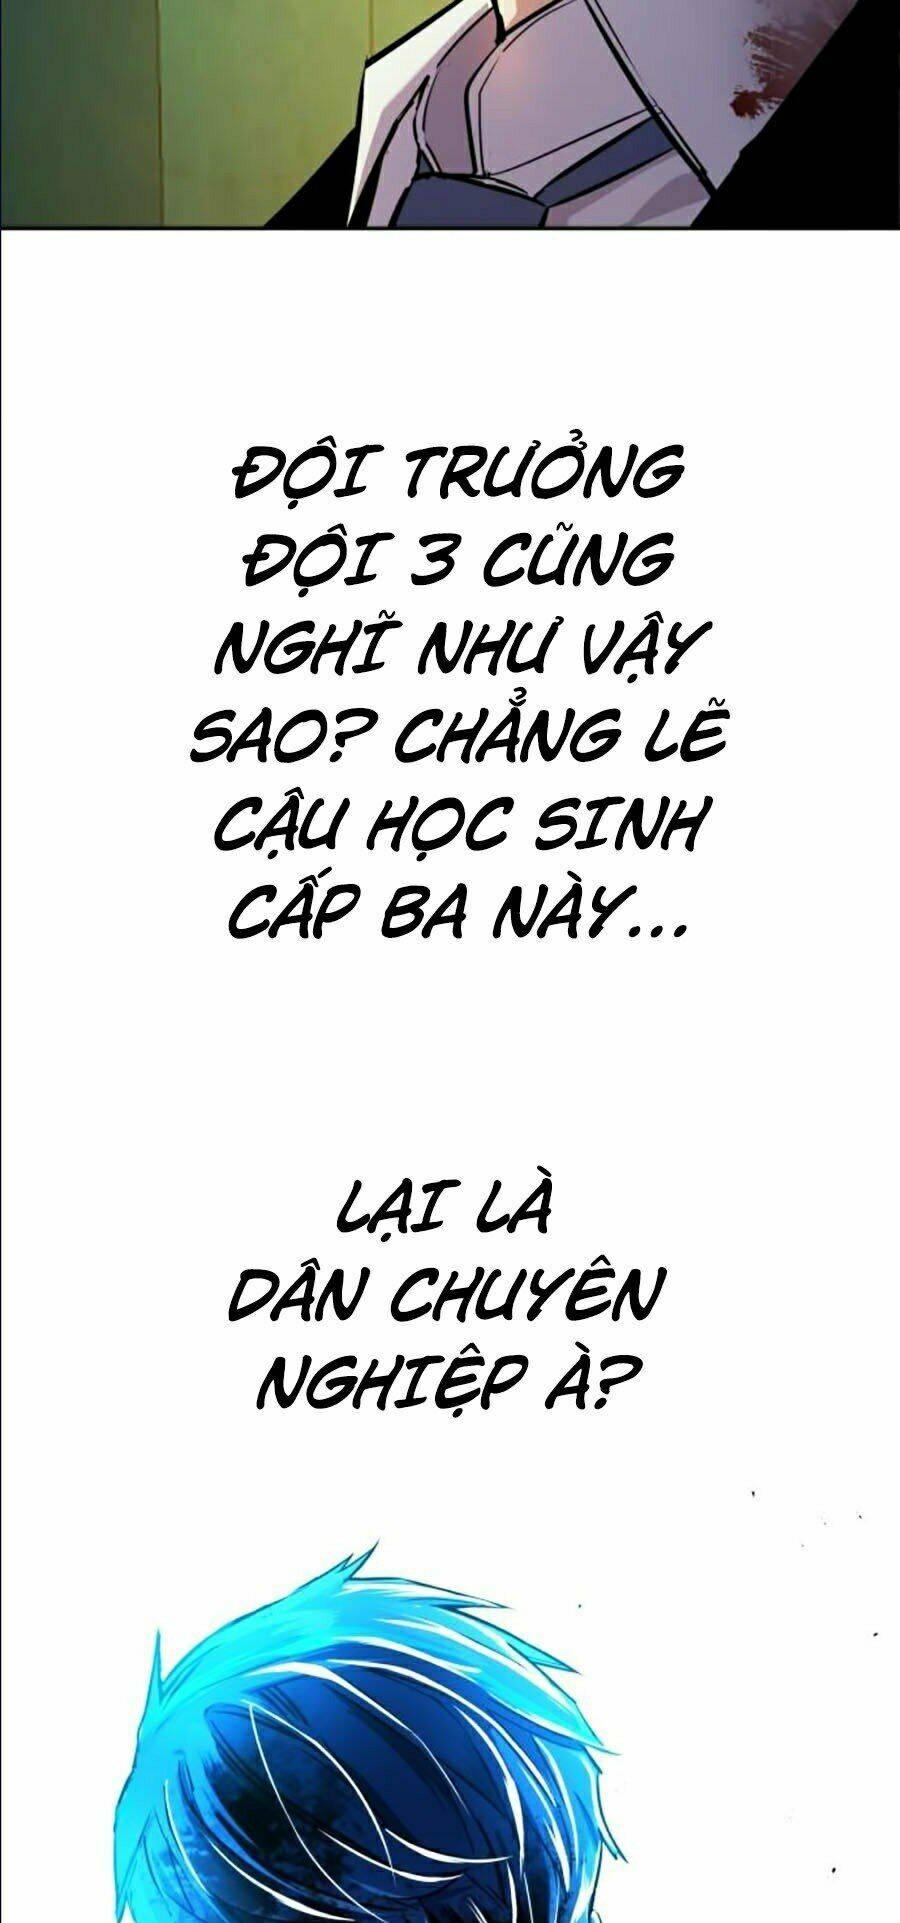 ĐỘI TRƯỞNG
ĐỘI 3 CŨNG
NGHĨ NHƯ VẬY
SAO? CHẲNG LẼ
CẬU HỌC SINH
CẤP BA NÀY...
LẠI LÀ
DÂN CHUYÊN
NGHIỆP À?